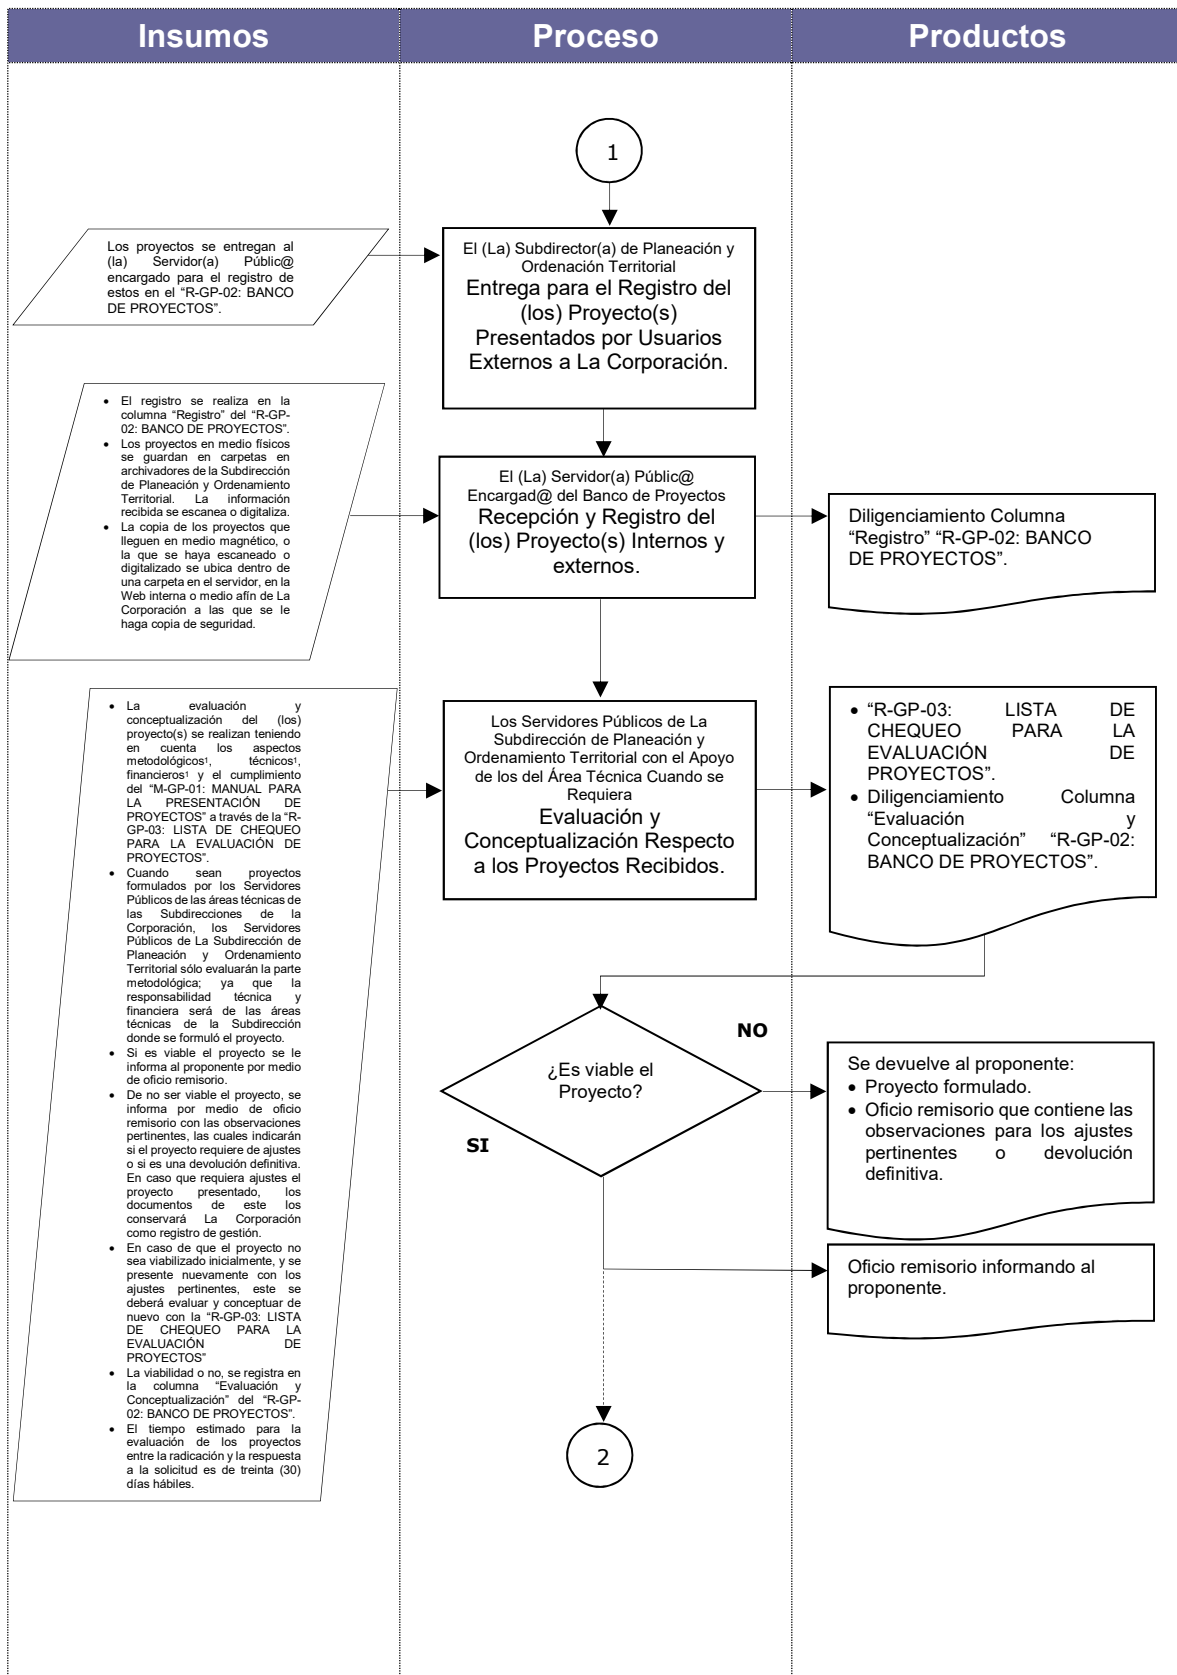 Insumos
Proceso
Productos
1
Los proyectos se entregan al
(la) Servidor(a) Públic@
encargado para el registro de
estos en el “R-GP-02: BANCO
DE PROYECTOS”.
El (La) Subdirector(a) de Planeación y
Ordenación Territorial
Entrega para el Registro del
(los) Proyecto(s)
Presentados por Usuarios
Externos a La Corporación.
• El registro se realiza en la
columna “Registro” del “R-GP-
02: BANCO DE PROYECTOS”.
• Los proyectos en medio físicos
se guardan en carpetas en
archivadores de la Subdirección
de Planeación y Ordenamiento
Territorial. La información
recibida se escanea o digitaliza.
• La copia de los proyectos que
lleguen en medio magnético, o
la que se haya escaneado o
digitalizado se ubica dentro de
una carpeta en el servidor, en la
Web interna o medio afín de La
Corporación a las que se le
haga copia de seguridad.
El (La) Servidor(a) Públic@
Encargad@ del Banco de Proyectos
Recepción y Registro del
(los) Proyecto(s) Internos y
externos.
Diligenciamiento Columna
“Registro” “R-GP-02: BANCO
DE PROYECTOS”.
• La evaluación y
conceptualización del (los)
proyecto(s) se realizan teniendo
en cuenta los aspectos
metodológicos¹, técnicos¹,
financieros¹ y el cumplimiento
del “M-GP-01: MANUAL PARA
LA PRESENTACIÓN DE
PROYECTOS” a través de la “R-
GP-03: LISTA DE CHEQUEO
PARA LA EVALUACIÓN DE
PROYECTOS”.
• Cuando sean proyectos
formulados por los Servidores
Públicos de las áreas técnicas de
las Subdirecciones de la
Corporación, los Servidores
Públicos de La Subdirección de
Planeación y Ordenamiento
Territorial sólo evaluarán la parte
metodológica; ya que la
responsabilidad técnica y
financiera será de las áreas
técnicas de la Subdirección
donde se formuló el proyecto.
• Si es viable el proyecto se le
informa al proponente por medio
de oficio remisorio.
• De no ser viable el proyecto, se
informa por medio de oficio
remisorio con las observaciones
pertinentes, las cuales indicarán
si el proyecto requiere de ajustes
o si es una devolución definitiva.
En caso que requiera ajustes el
proyecto presentado, los
documentos de este los
conservará La Corporación
como registro de gestión.
• En caso de que el proyecto no
sea viabilizado inicialmente, y se
presente nuevamente con los
ajustes pertinentes, este se
deberá evaluar y conceptuar de
nuevo con la “R-GP-03: LISTA
DE CHEQUEO PARA LA
EVALUACIÓN DE
PROYECTOS”
• La viabilidad o no, se registra en
la columna “Evaluación y
Conceptualización” del “R-GP-
02: BANCO DE PROYECTOS”.
• El tiempo estimado para la
evaluación de los proyectos
entre la radicación y la respuesta
a la solicitud es de treinta (30)
días hábiles.
Los Servidores Públicos de La
Subdirección de Planeación y
Ordenamiento Territorial con el Apoyo
de los del Área Técnica Cuando se
Requiera
Evaluación y
Conceptualización Respecto
a los Proyectos Recibidos.
• “R-GP-03: LISTA DE
CHEQUEO PARA LA
EVALUACIÓN DE
PROYECTOS”.
• Diligenciamiento Columna
“Evaluación y
Conceptualización” “R-GP-02:
BANCO DE PROYECTOS”.
¿Es viable el
Proyecto?
NO
SI
Se devuelve al proponente:
• Proyecto formulado.
• Oficio remisorio que contiene las
observaciones para los ajustes
pertinentes o devolución
definitiva.
Oficio remisorio informando al
proponente.
2